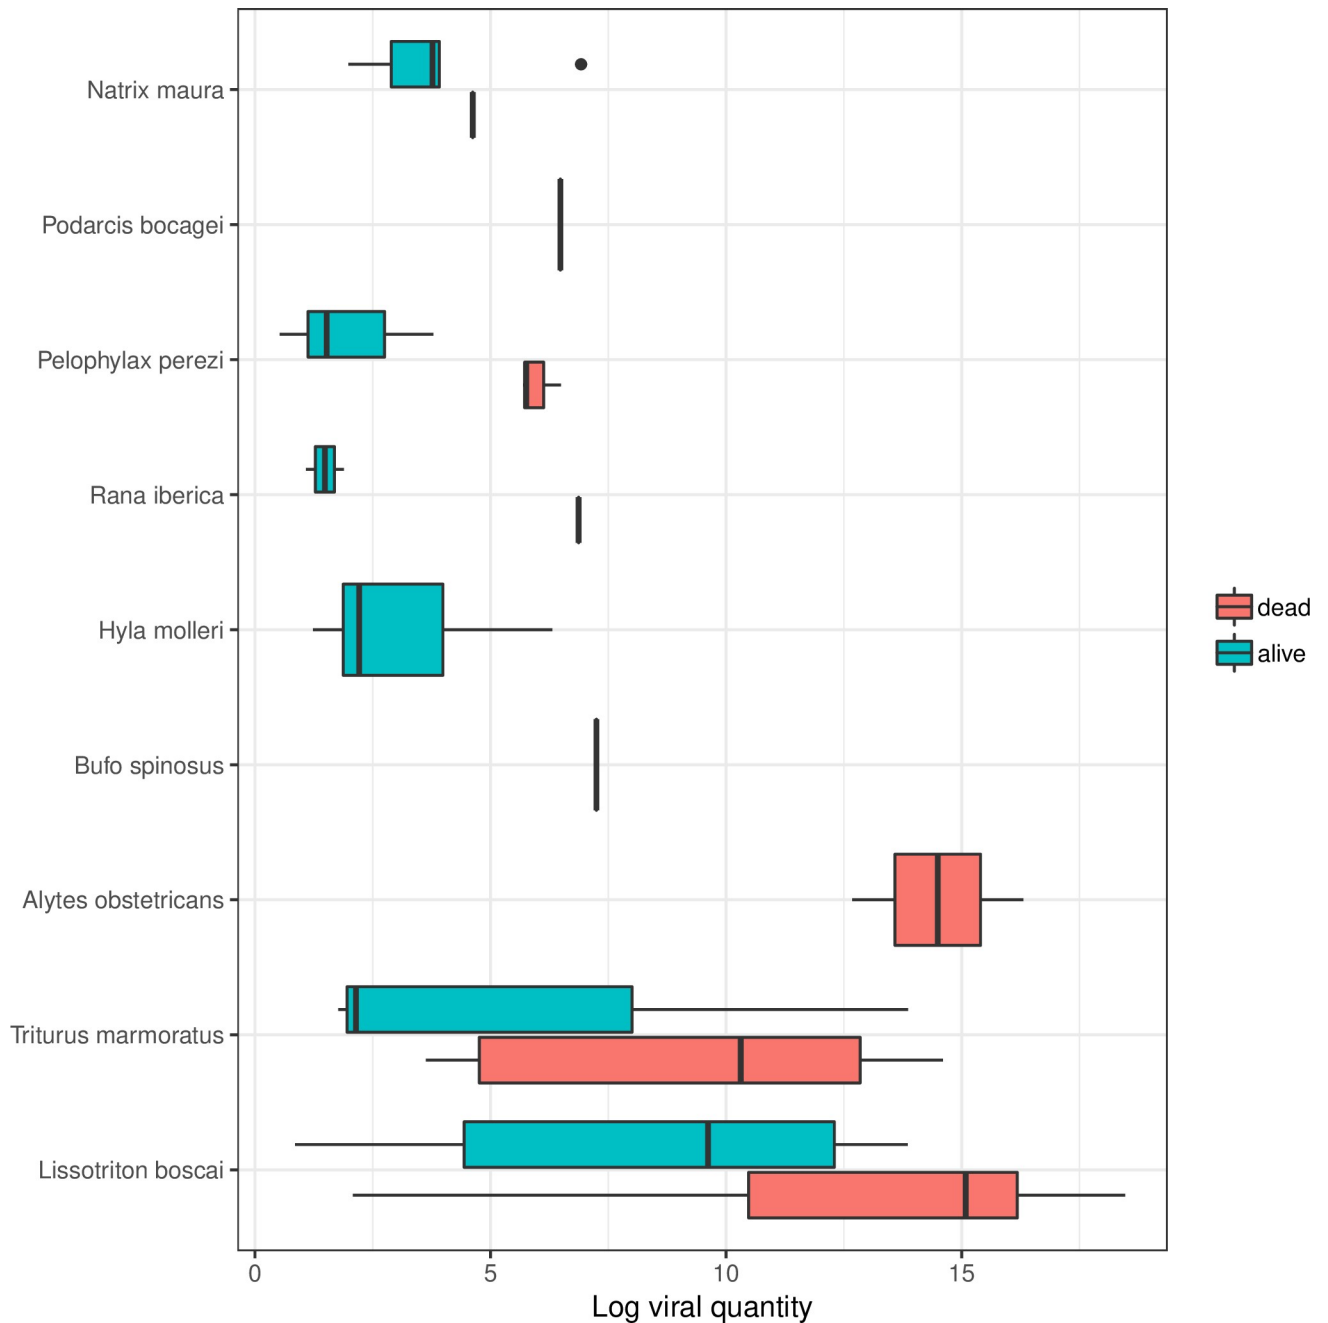 Natrix maura
Podarcis bocagei
Pelophylax perezi
Rana iberica
Hyla molleri
Bufo spinosus
Alytes obstetricans
Triturus marmoratus
Lissotriton boscai
0 5 10 15
Log viral quantity
dead
alive